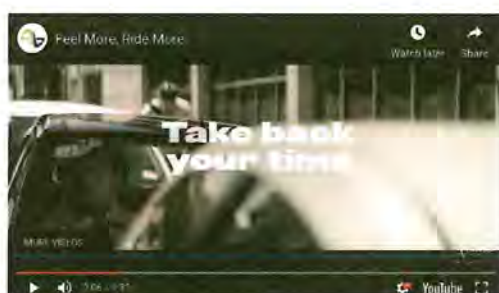 Feel More, Ride More
Watch later
Share
Take back
your time
MORE VIDEOS
YouTube